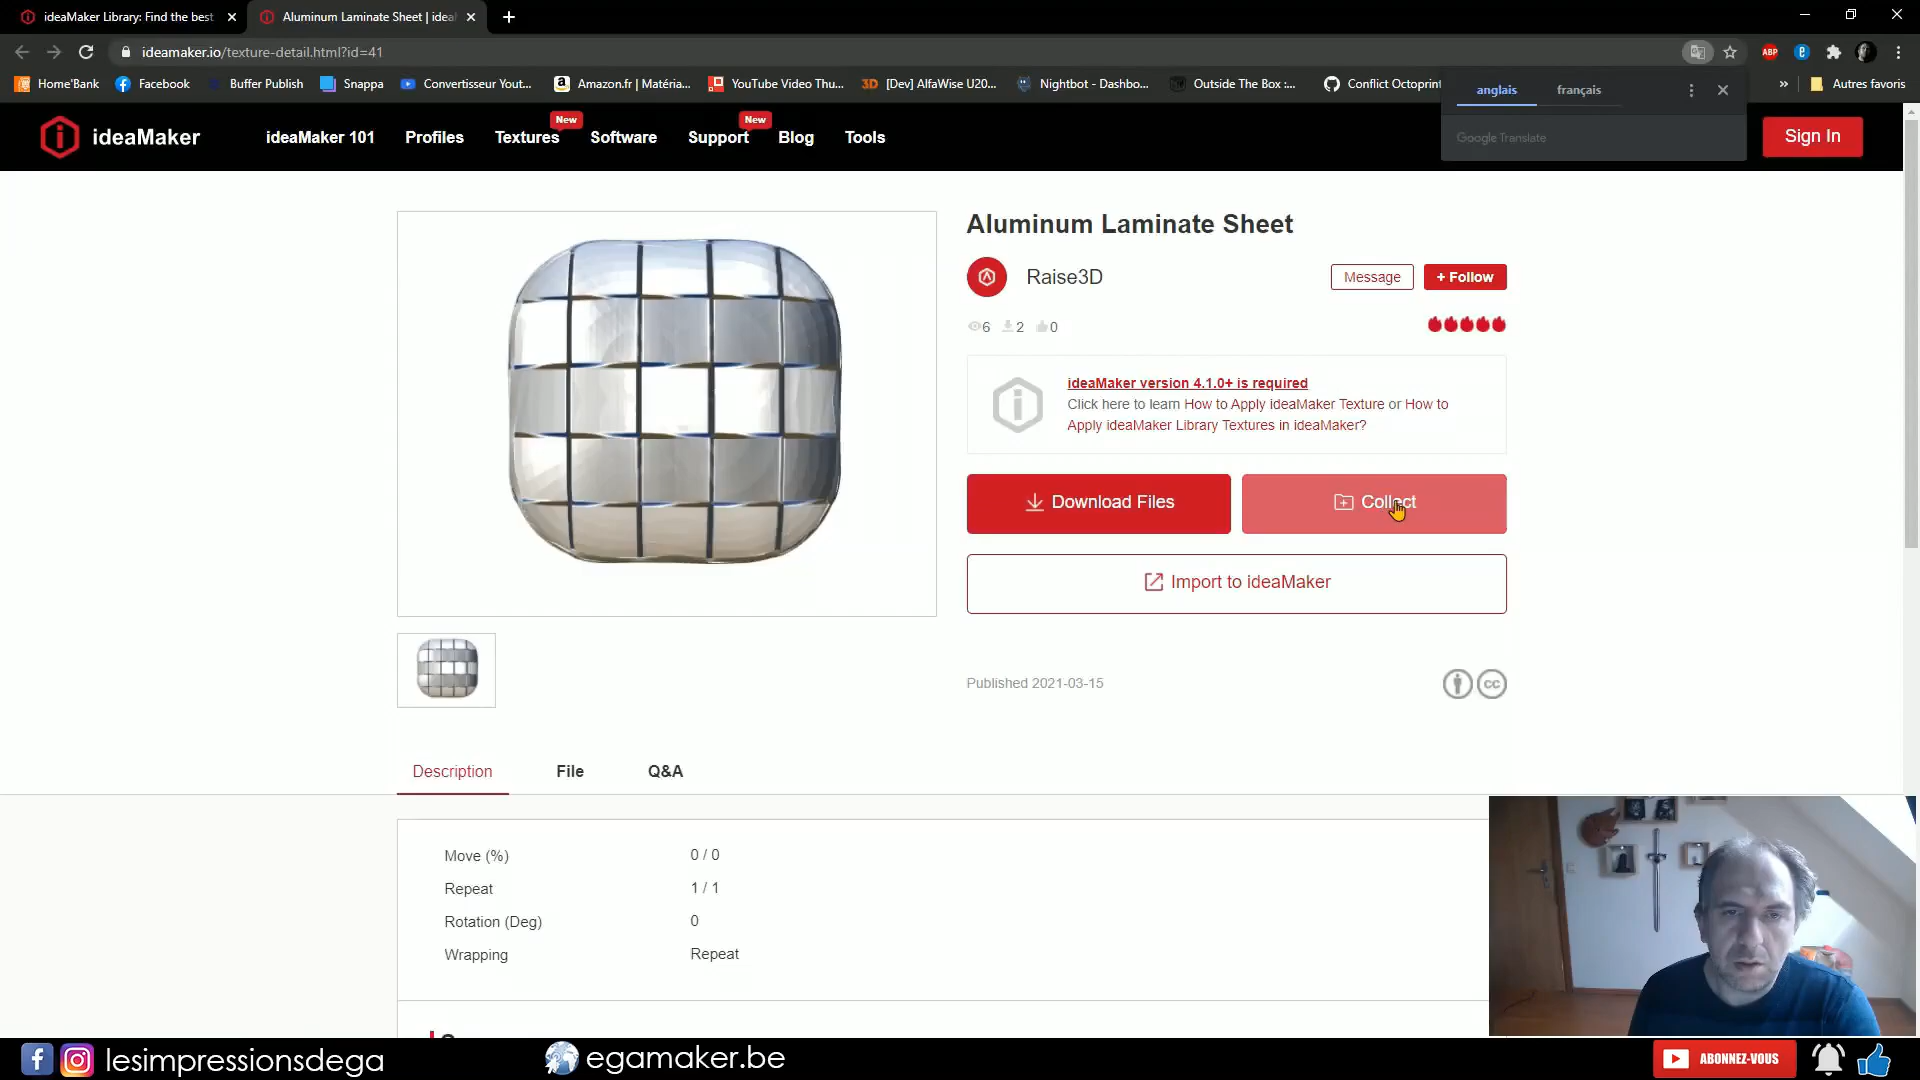 ideaMaker Library: Find the best
Aluminum Laminate Sheet | idea
ideamaker.io/texture-detail.html?id=41
Home'Bank
Facebook
Buffer Publish
Snappa
Convertisseur Yout...
Amazon.fr | Matéria...
YouTube Video Thu...
3D
[Dev] AlfaWise U20...
Nightbot - Dashbo...
Outside The Box :...
Conflict Octoprint
»
Autres favoris
ABP
anglais
français
Google Translate
ideaMaker
ideaMaker 101
Profiles
Textures
New
Software
Support
New
Blog
Tools
Sign In
Aluminum Laminate Sheet
Raise3D
Message
+ Follow
6
2
0
ideaMaker version 4.1.0+ is required
Click here to learn How to Apply ideaMaker Texture or How to
Apply ideaMaker Library Textures in ideaMaker?
Download Files
Collect
Import to ideaMaker
Published 2021-03-15
cc
Description
File
Q&A
Move (%)
0 / 0
Repeat
1 / 1
Rotation (Deg)
0
Wrapping
Repeat
lesimpressionsdega
egamaker.be
ABONNEZ-VOUS